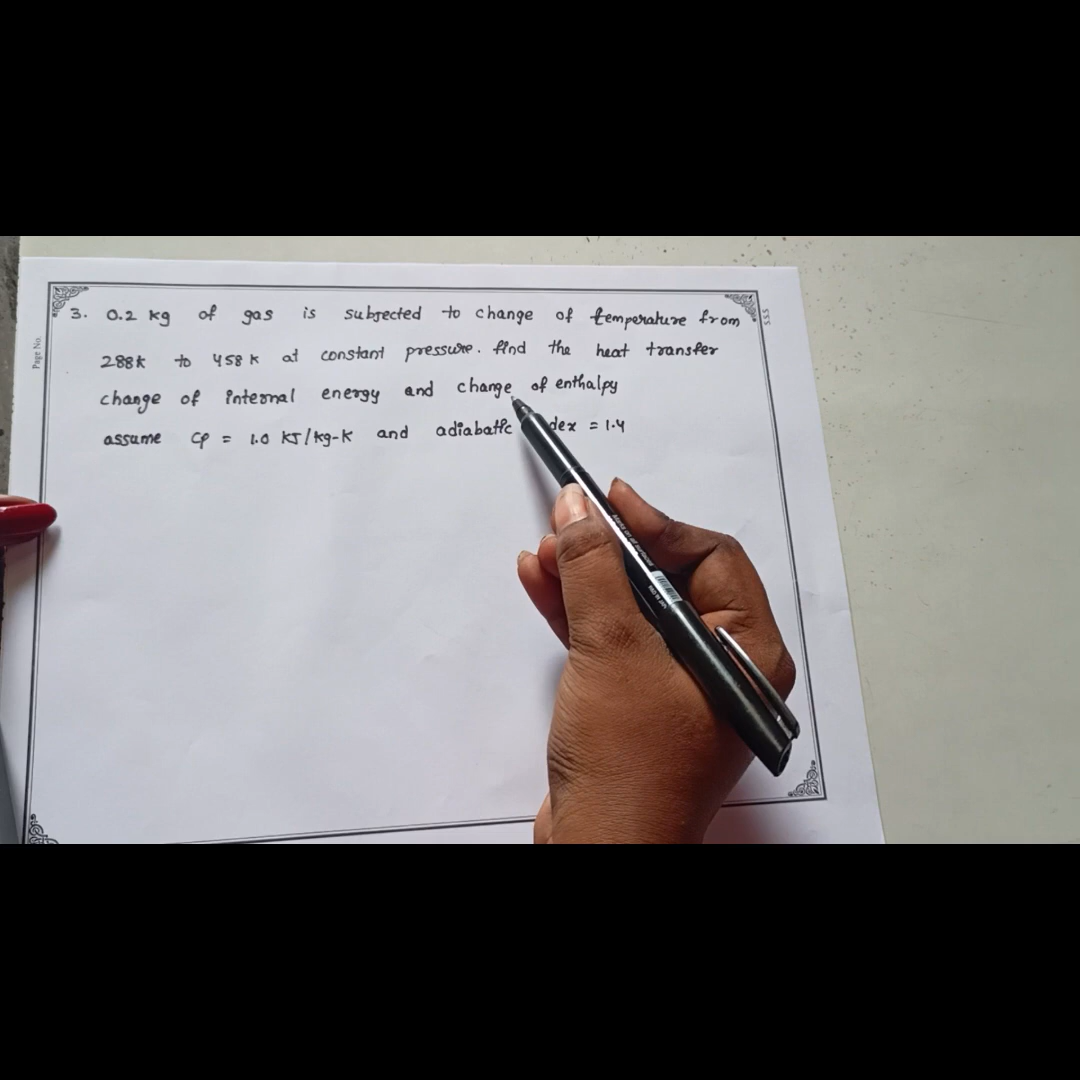 Page No.
S.S.S
3. 0.2 kg of gas is subjected to change of temperature from
288K to 458 K at constant pressure. find the heat transfer
change of internal energy and change of enthalpy
assume Cp = 1.0 KJ/kg-K and adiabatic dex = 1.4